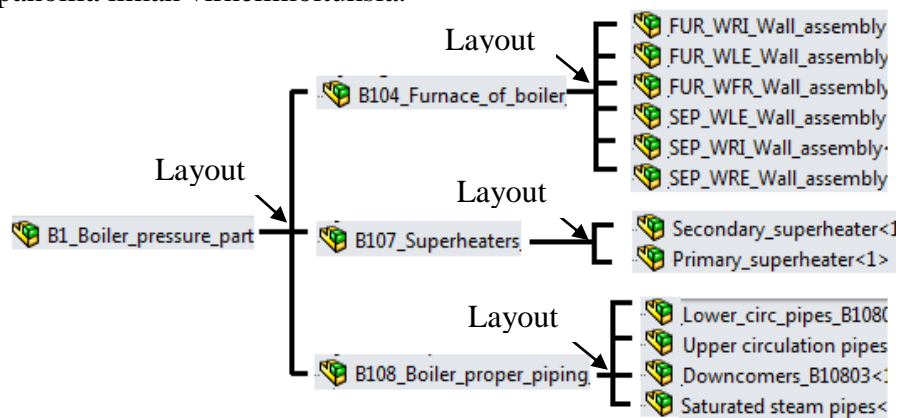 Layout
FUR_WRI_Wall_assembly
FUR_WLE_Wall_assembly
B104_Furnace_of_boiler
FUR_WFR_Wall_assembly
SEP_WLE_Wall_assembly
SEP_WRI_Wall_assembly<
SEP_WRE_Wall_assembly
Layout
Layout
B1_Boiler_pressure_part
B107_Superheaters
Secondary_superheater<1
Primary_superheater<1>
Layout
Lower_circ_pipes_B1080
Upper circulation pipes
B108_Boiler_proper_piping
Downcomers_B10803<1
Saturated steam pipes<